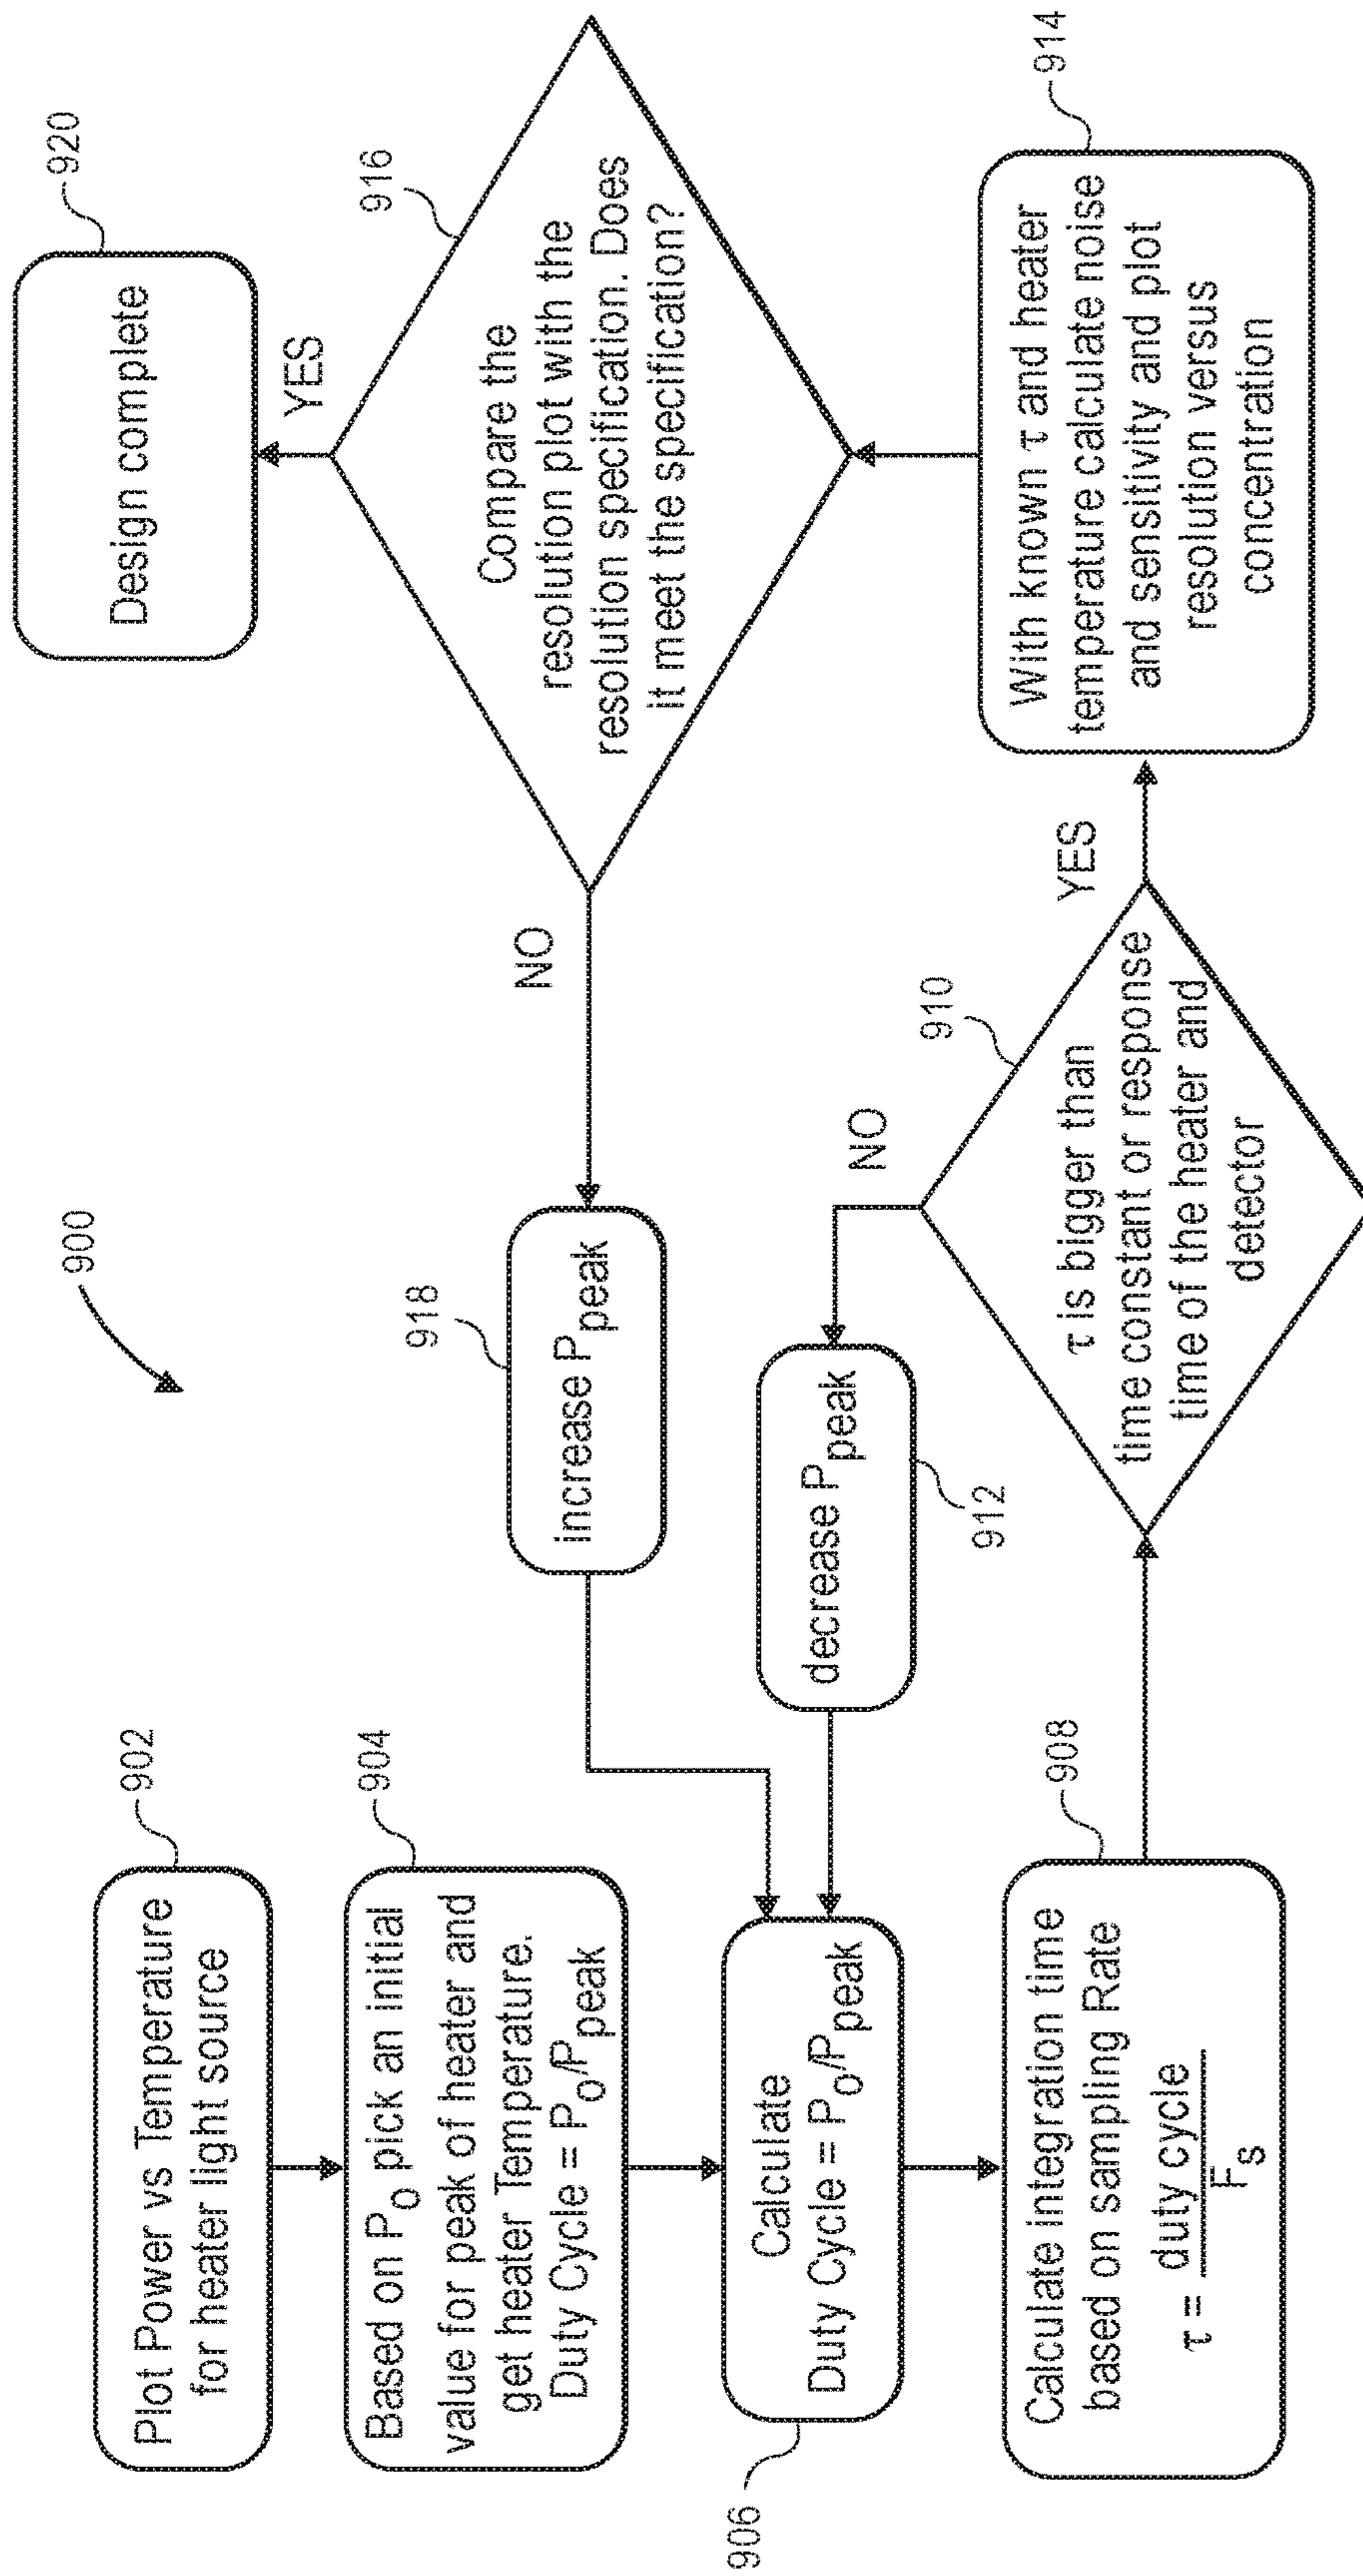 900
902
Plot Power vs Temperature
for heater light source
904
Based on Po pick an initial
value for peak of heater and
get heater Temperature.
Duty Cycle = Po/Ppeak
906
Calculate
Duty Cycle = Po/Ppeak
908
Calculate integration time
based on sampling Rate
τ = duty cycle
Fs
910
τ is bigger than
time constant or response
time of the heater and
detector
NO
912
decrease Ppeak
YES
914
With known τ and heater
temperature calculate noise
and sensitivity and plot
resolution versus
concentration
916
Compare the
resolution plot with the
resolution specification. Does
it meet the specification?
NO
918
increase Ppeak
YES
920
Design complete